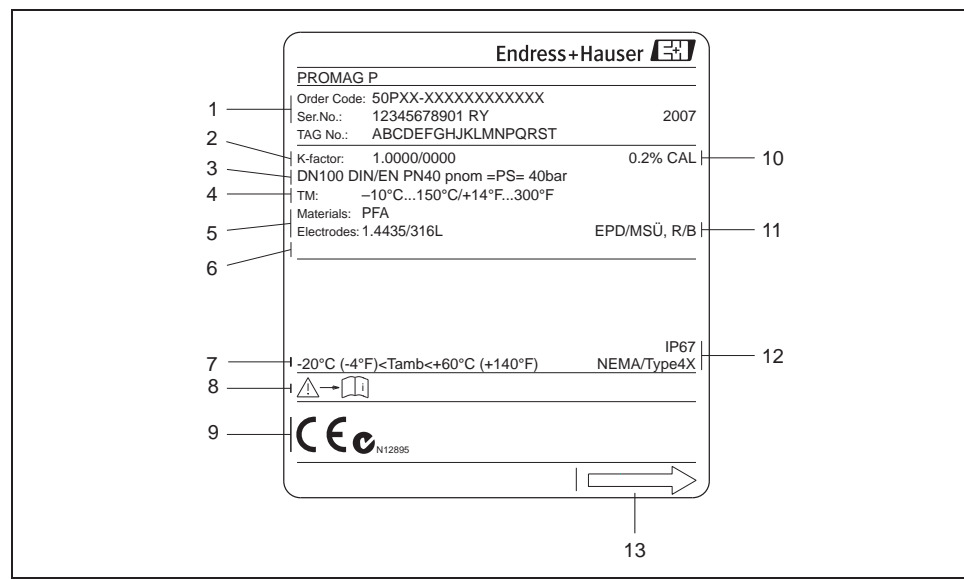 Endress+Hauser
PROMAG P
Order Code: 50PXX-XXXXXXXXXXXX
Ser.No.: 12345678901 RY 2007
TAG No.: ABCDEFGHJKLMNPQRST
K-factor: 1.0000/0000 0.2% CAL
DN100 DIN/EN PN40 pnom =PS= 40bar
TM: –10°C...150°C/+14°F...300°F
Materials: PFA
Electrodes: 1.4435/316L EPD/MSÜ, R/B
IP67
-20°C (-4°F)<Tamb<+60°C (+140°F) NEMA/Type4X
i
CE N12895
1
2
3
4
5
6
7
8
9
10
11
12
13